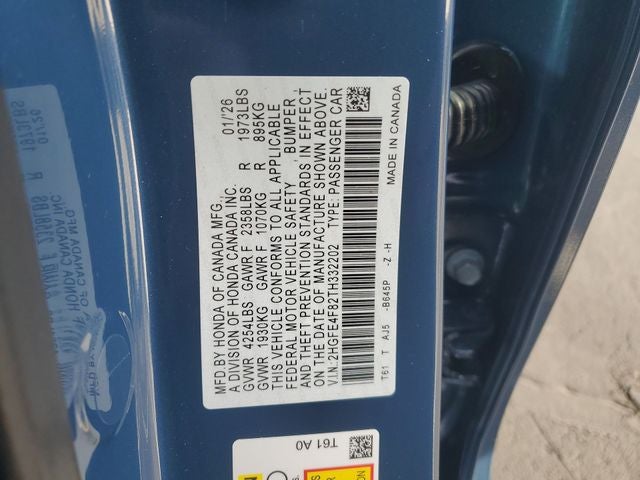 MFD BY HONDA OF CANADA MFG.
A DIVISION OF HONDA CANADA INC. 01/'26
GVWR 4254LBS GAWR F 2358LBS R 1973LBS
GVWR 1930KG GAWR F 1070KG R 895KG
THIS VEHICLE CONFORMS TO ALL APPLICABLE
FEDERAL MOTOR VEHICLE SAFETY , BUMPER ,
AND THEFT PREVENTION STANDARDS IN EFFECT
ON THE DATE OF MANUFACTURE SHOWN ABOVE.
V.I.N.:2HGFE4F82TH332202 TYPE:PASSENGER CAR
T61 T AJ5 -B645P -Z -H
MADE IN CANADA
T61 A0